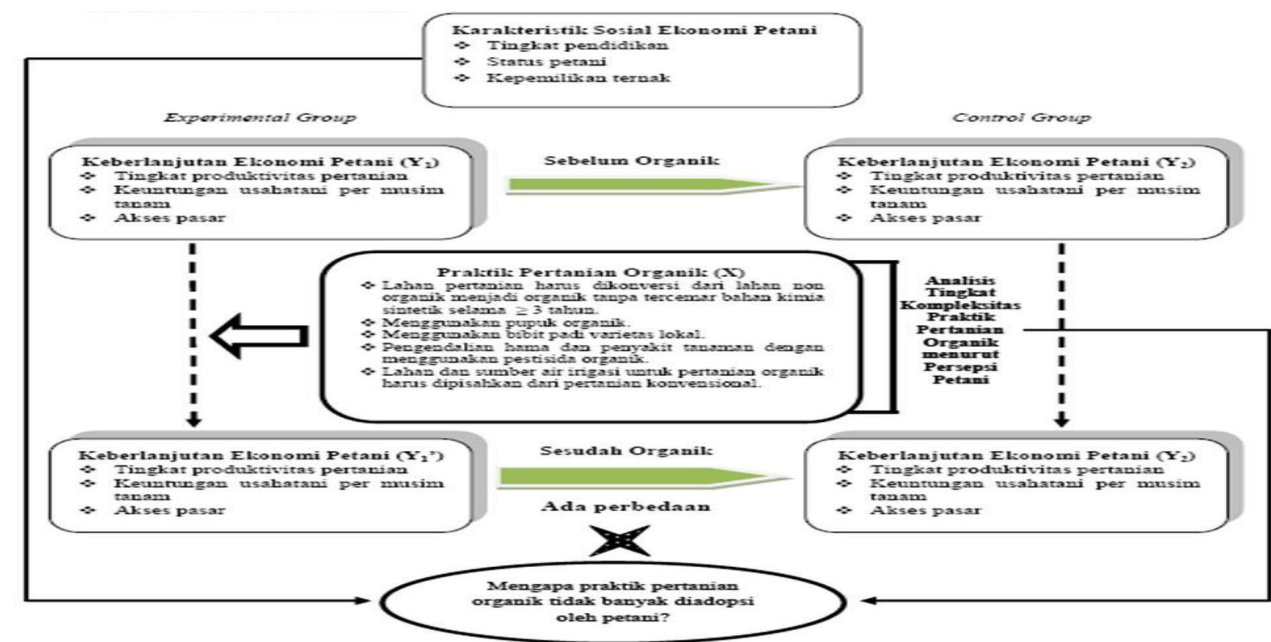 Karakteristik Sosial Ekonomi Petani
❖ Tingkat pendidikan
❖ Status petani
❖ Kepemilikan ternak
Experimental Group
Control Group
Keberlanjutan Ekonomi Petani (Y₁)
❖ Tingkat produktivitas pertanian
❖ Keuntungan usahatani per musim
tanam
❖ Akses pasar
Sebelum Organik
Keberlanjutan Ekonomi Petani (Y₂)
❖ Tingkat produktivitas pertanian
❖ Keuntungan usahatani per musim
tanam
❖ Akses pasar
Praktik Pertanian Organik (X)
❖ Lahan pertanian harus dikonversi dari lahan non
organik menjadi organik tanpa tercemar bahan kimia
sintetik selama ≥ 3 tahun.
❖ Menggunakan pupuk organik.
❖ Menggunakan bibit padi varietas lokal.
❖ Pengendalian hama dan penyakit tanaman dengan
menggunakan pestisida organik.
❖ Lahan dan sumber air irigasi untuk pertanian organik
harus dipisahkan dari pertanian konvensional.
Analisis
Tingkat
Kompleksitas
Praktik
Pertanian
Organik
menurut
Persepsi
Petani
Keberlanjutan Ekonomi Petani (Y₁’)
❖ Tingkat produktivitas pertanian
❖ Keuntungan usahatani per musim
tanam
❖ Akses pasar
Sesudah Organik
Ada perbedaan
Keberlanjutan Ekonomi Petani (Y₂)
❖ Tingkat produktivitas pertanian
❖ Keuntungan usahatani per musim
tanam
❖ Akses pasar
Mengapa praktik pertanian
organik tidak banyak diadopsi
oleh petani?